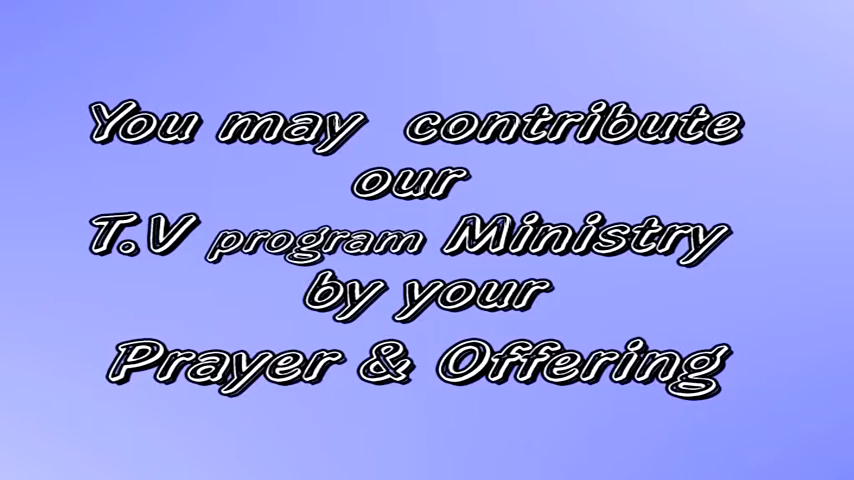 You may contribute
our
T.V program Ministry
by your
Prayer & Offering